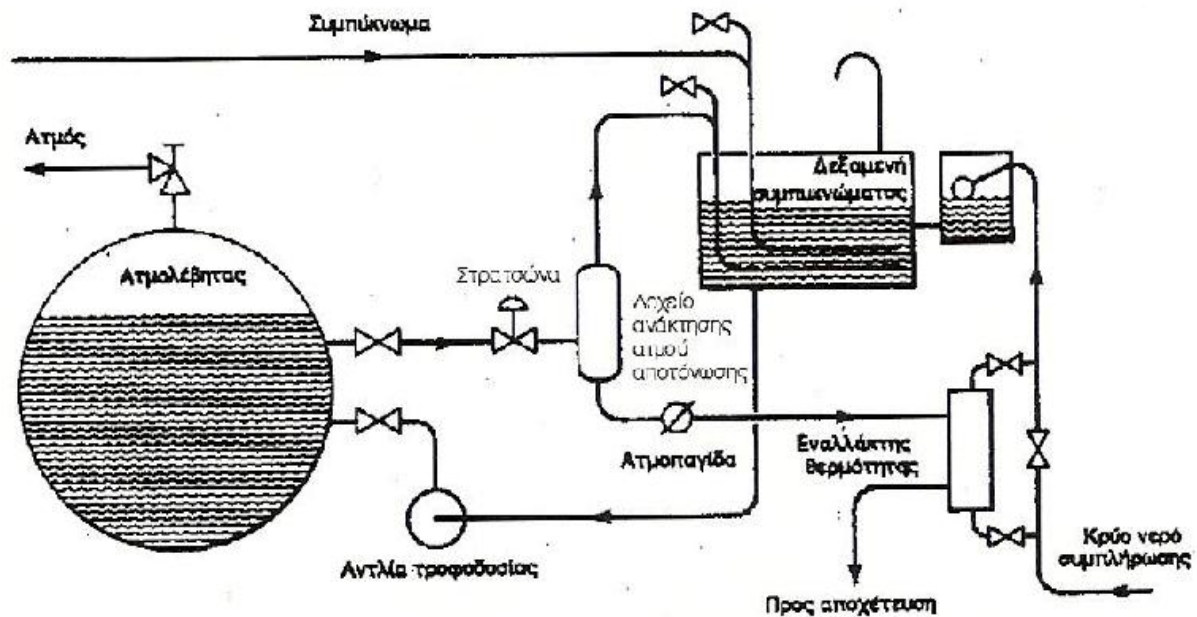 Συμπύκνωμα
Ατμός
Δεξαμενή
συμπυκνώματος
Ατμολέβητας
Στρατσώνα
Δοχείο
ανάκτησης
ατμού
αποτόνωσης
Ατμοπαγίδα
Εναλλάκτης
θερμότητας
Αντλία τροφοδοσίας
Κρύο νερό
συμπλήρωσης
Προς αποχέτευση